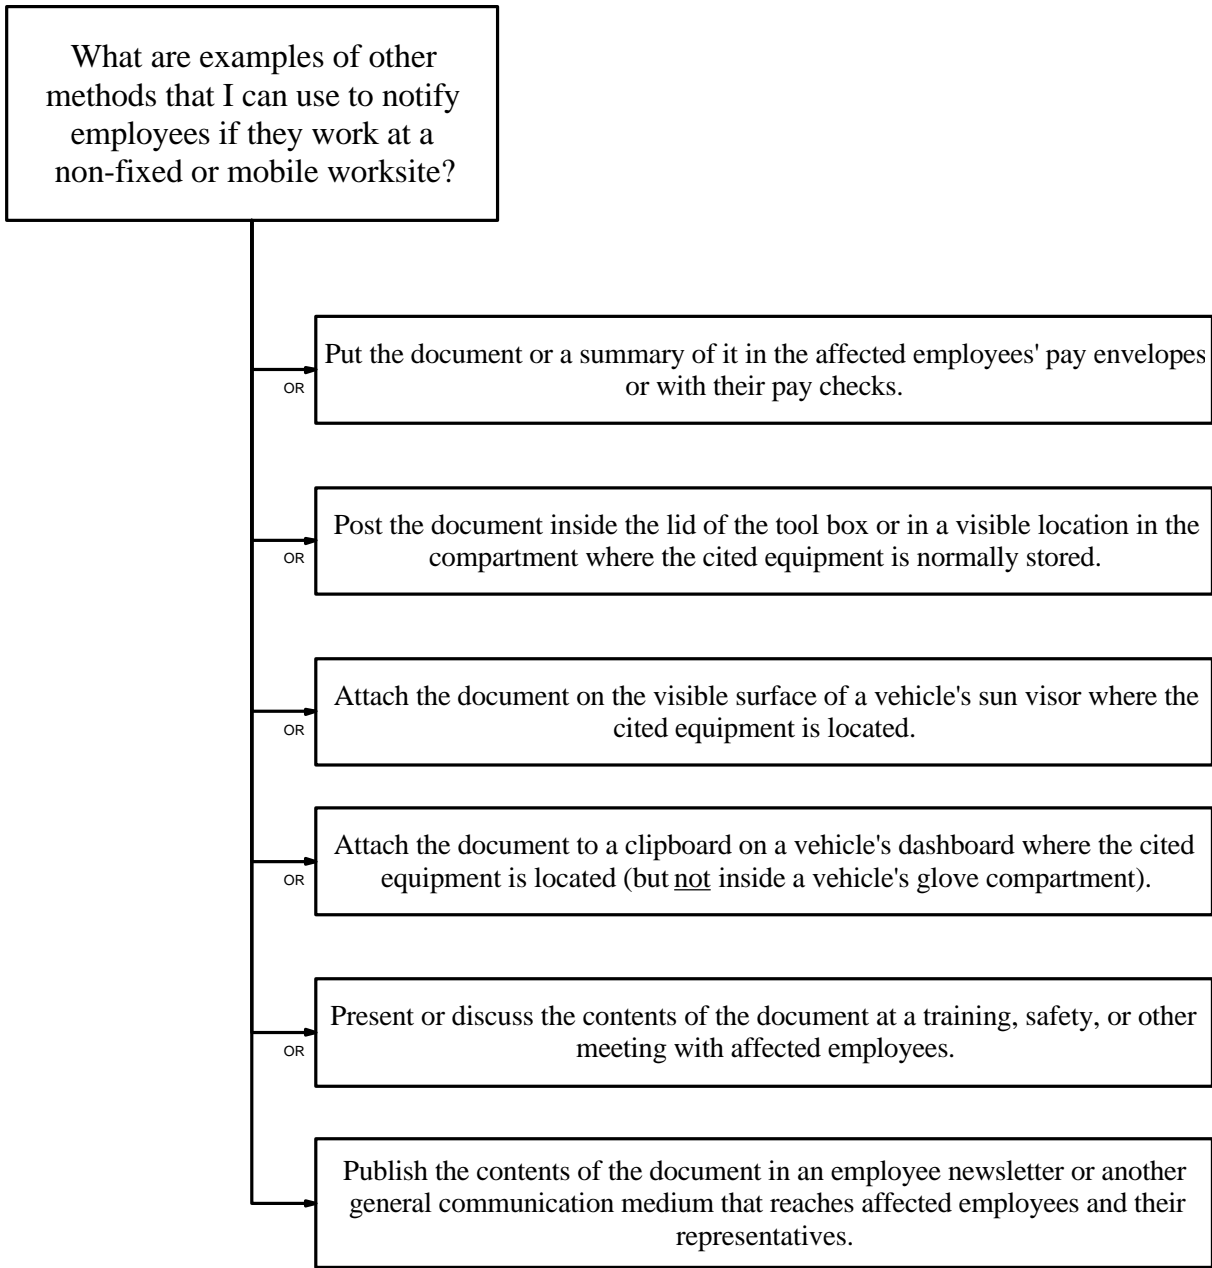 What are examples of other
methods that I can use to notify
employees if they work at a
non-fixed or mobile worksite?
Put the document or a summary of it in the affected employees' pay envelopes
or with their pay checks.
OR
Post the document inside the lid of the tool box or in a visible location in the
compartment where the cited equipment is normally stored.
OR
Attach the document on the visible surface of a vehicle's sun visor where the
cited equipment is located.
OR
Attach the document to a clipboard on a vehicle's dashboard where the cited
equipment is located (but not inside a vehicle's glove compartment).
OR
Present or discuss the contents of the document at a training, safety, or other
meeting with affected employees.
OR
Publish the contents of the document in an employee newsletter or another
general communication medium that reaches affected employees and their
representatives.